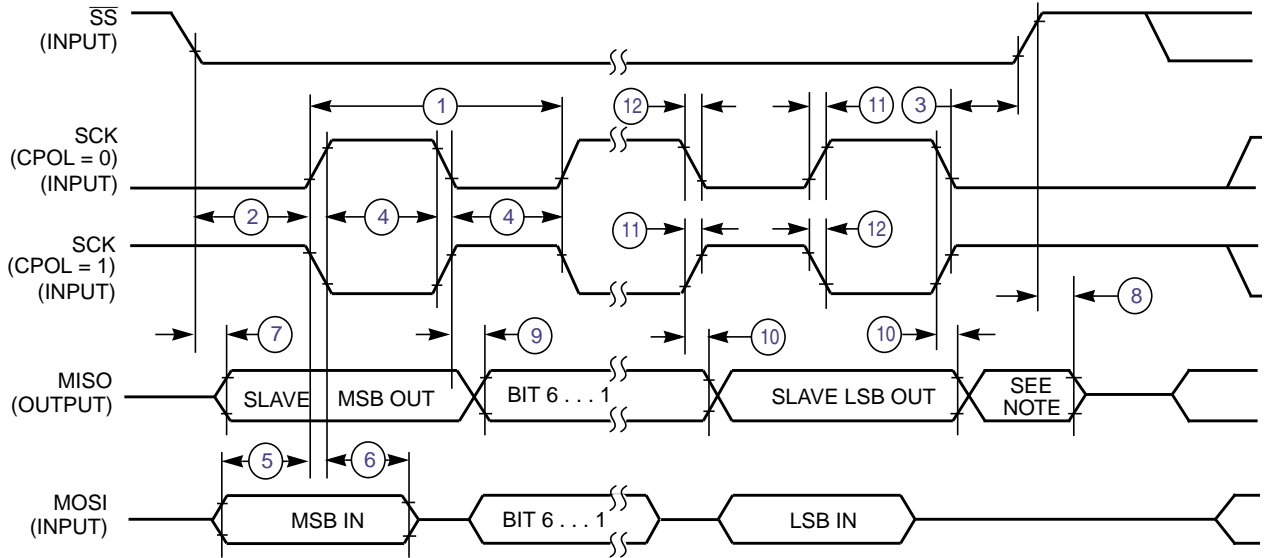 SS
(INPUT)
1
12
11
3
SCK
(CPOL = 0)
(INPUT)
2
4
4
SCK
(CPOL = 1)
(INPUT)
11
12
7
9
10
10
8
MISO
(OUTPUT)
SLAVE MSB OUT
BIT 6 . . . 1
SLAVE LSB OUT
SEE
NOTE
5
6
MOSI
(INPUT)
MSB IN
BIT 6 . . . 1
LSB IN